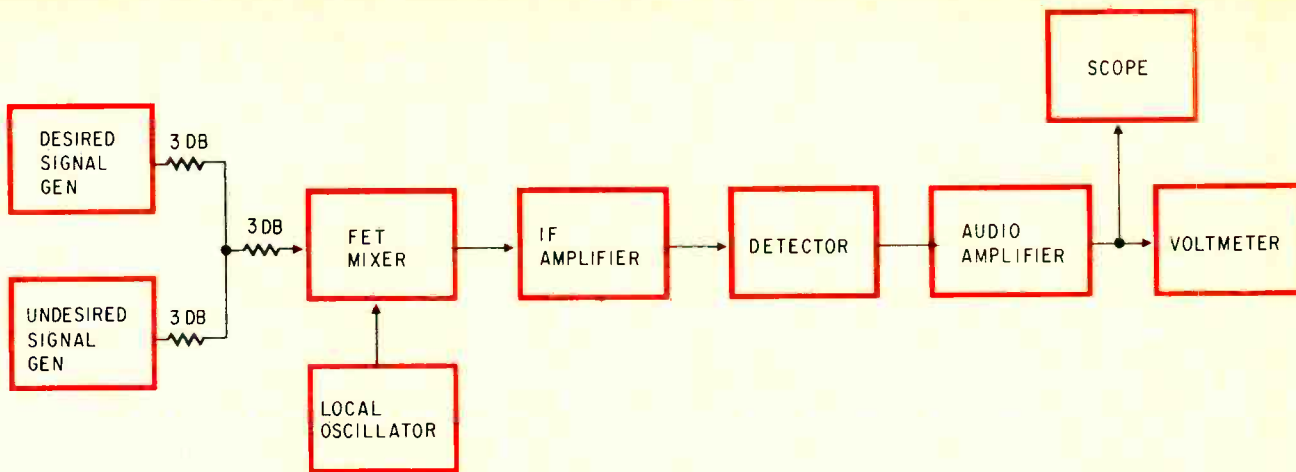 SCOPE
DESIRED
SIGNAL
GEN
3 DB
3 DB
FET
MIXER
IF
AMPLIFIER
DETECTOR
AUDIO
AMPLIFIER
VOLTMETER
UNDESIRED
SIGNAL
GEN
3 DB
LOCAL
OSCILLATOR